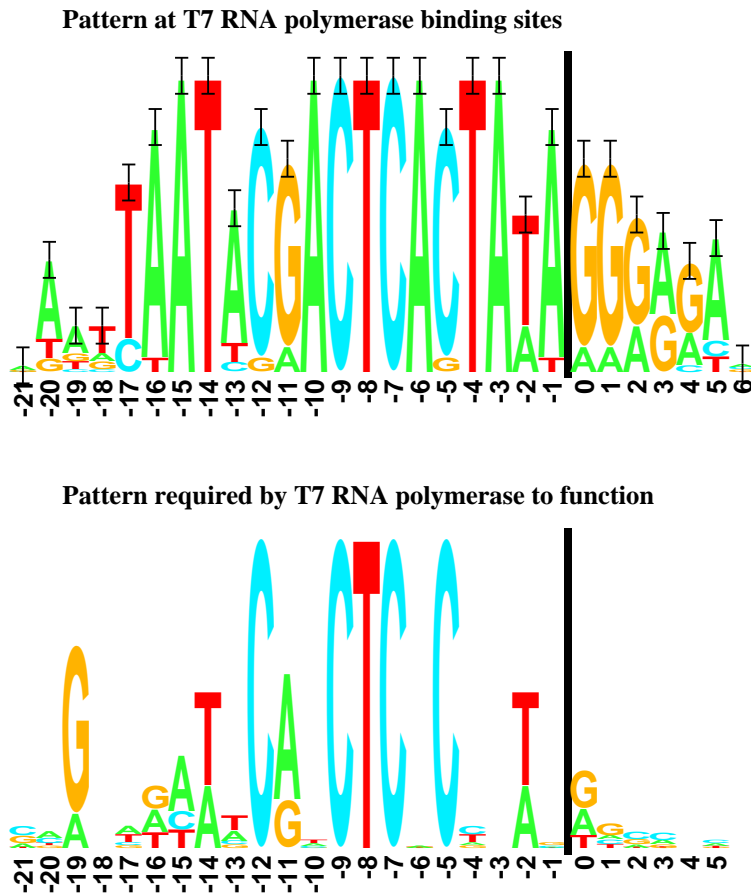 Pattern at T7 RNA polymerase binding sites
A A A T T A A T A C G A C T C A C T A T A G G G A G A
T T C T G G G A
G G T A T C G A G A T A A A G A C T
-21 -20 -19 -18 -17 -16 -15 -14 -13 -12 -11 -10 -9 -8 -7 -6 -5 -4 -3 -2 -1 0 1 2 3 4 5 6
Pattern required by T7 RNA polymerase to function
G G A T T C A C T C C T G
A A C A A G A A
T T T
-21 -20 -19 -18 -17 -16 -15 -14 -13 -12 -11 -10 -9 -8 -7 -6 -5 -4 -3 -2 -1 0 1 2 3 4 5 6